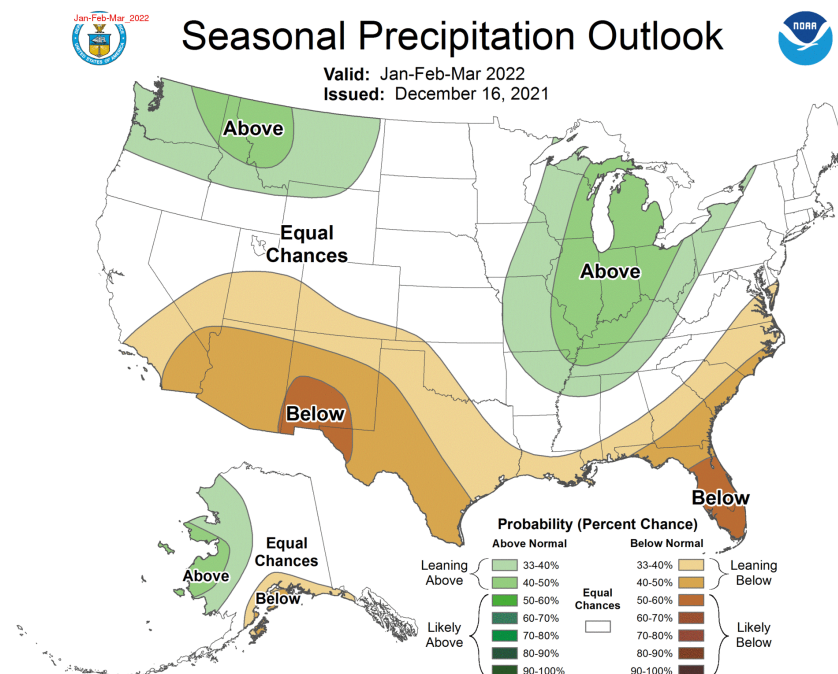 Jan-Feb-Mar_2022
Seasonal Precipitation Outlook
NOAA
Valid: Jan-Feb-Mar 2022
Issued: December 16, 2021
Above
Equal
Chances
Above
Below
Below
Equal
Chances
Above
Below
Probability (Percent Chance)
Above Normal
Below Normal
Leaning
Above
33-40%
40-50%
Likely
Above
50-60%
60-70%
70-80%
80-90%
90-100%
Equal
Chances
33-40%
40-50%
Leaning
Below
50-60%
60-70%
70-80%
80-90%
90-100%
Likely
Below